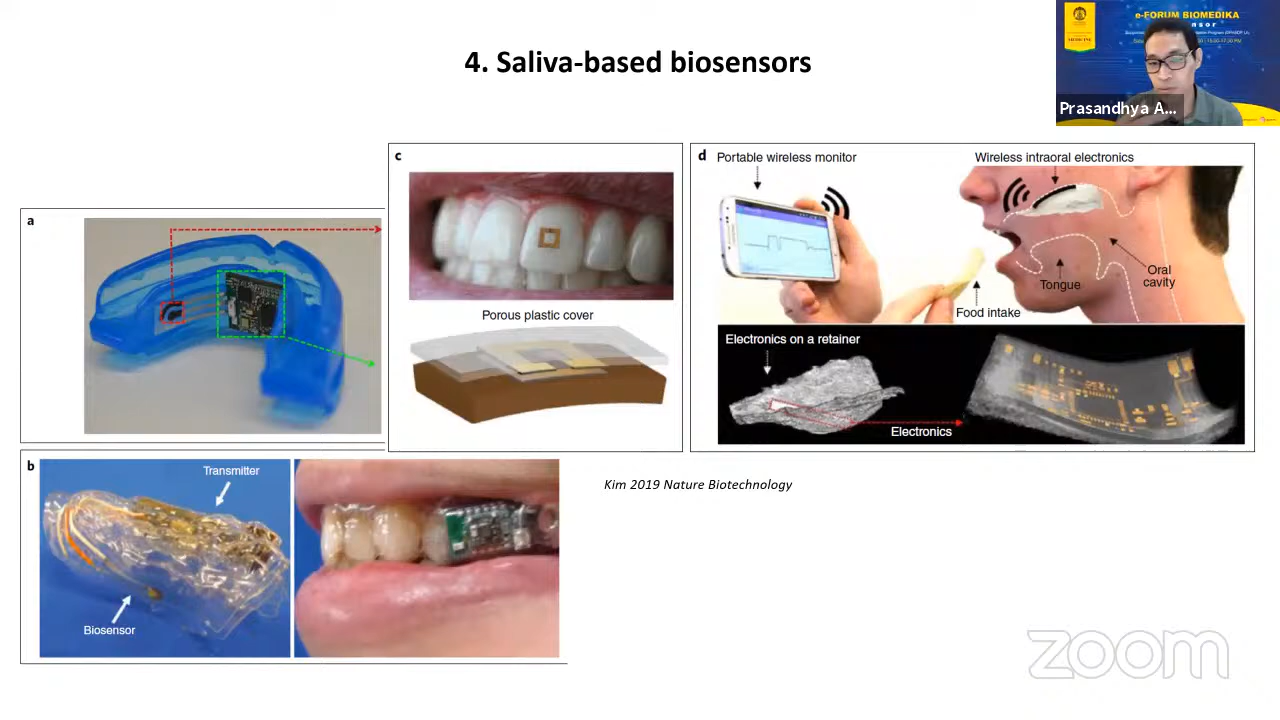 4. Saliva-based biosensors
e-FORUM BIOMEDIKA
Prasandhya A...
a
b
Transmitter
Biosensor
c
Porous plastic cover
d
Portable wireless monitor
Wireless intraoral electronics
Tongue
Oral
cavity
Food intake
Electronics on a retainer
Electronics
Kim 2019 Nature Biotechnology
zoom